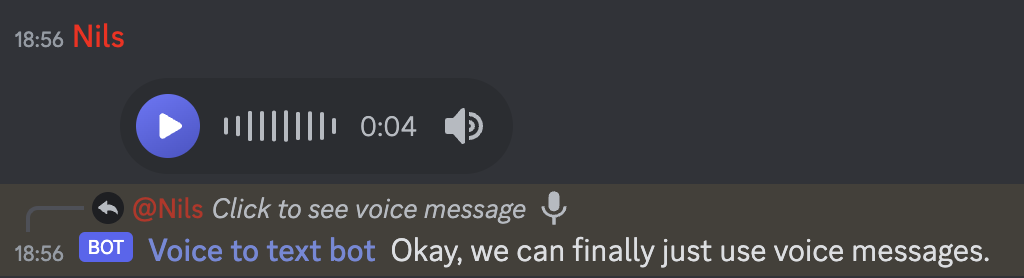 18:56 Nils
0:04
@Nils Click to see voice message
18:56 BOT Voice to text bot Okay, we can finally just use voice messages.